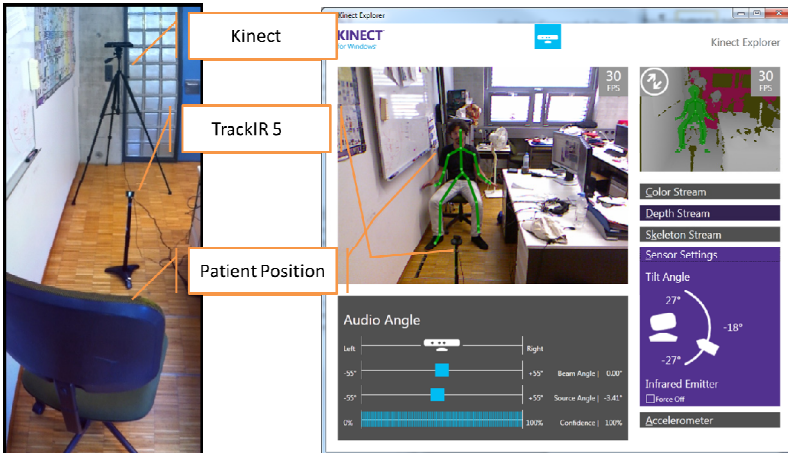 Kinect
TrackIR 5
Patient Position
Kinect Explorer
KINECT
for Windows
Kinect Explorer
30
FPS
30
FPS
Color Stream
Depth Stream
Skeleton Stream
Sensor Settings
Tilt Angle
27°
-18°
-27°
Infrared Emitter
Force Off
Accelerometer
Audio Angle
Left Right
-55° +55° Beam Angle | 0.00°
-55° +55° Source Angle | -3.41°
0% 100% Confidence | 100%